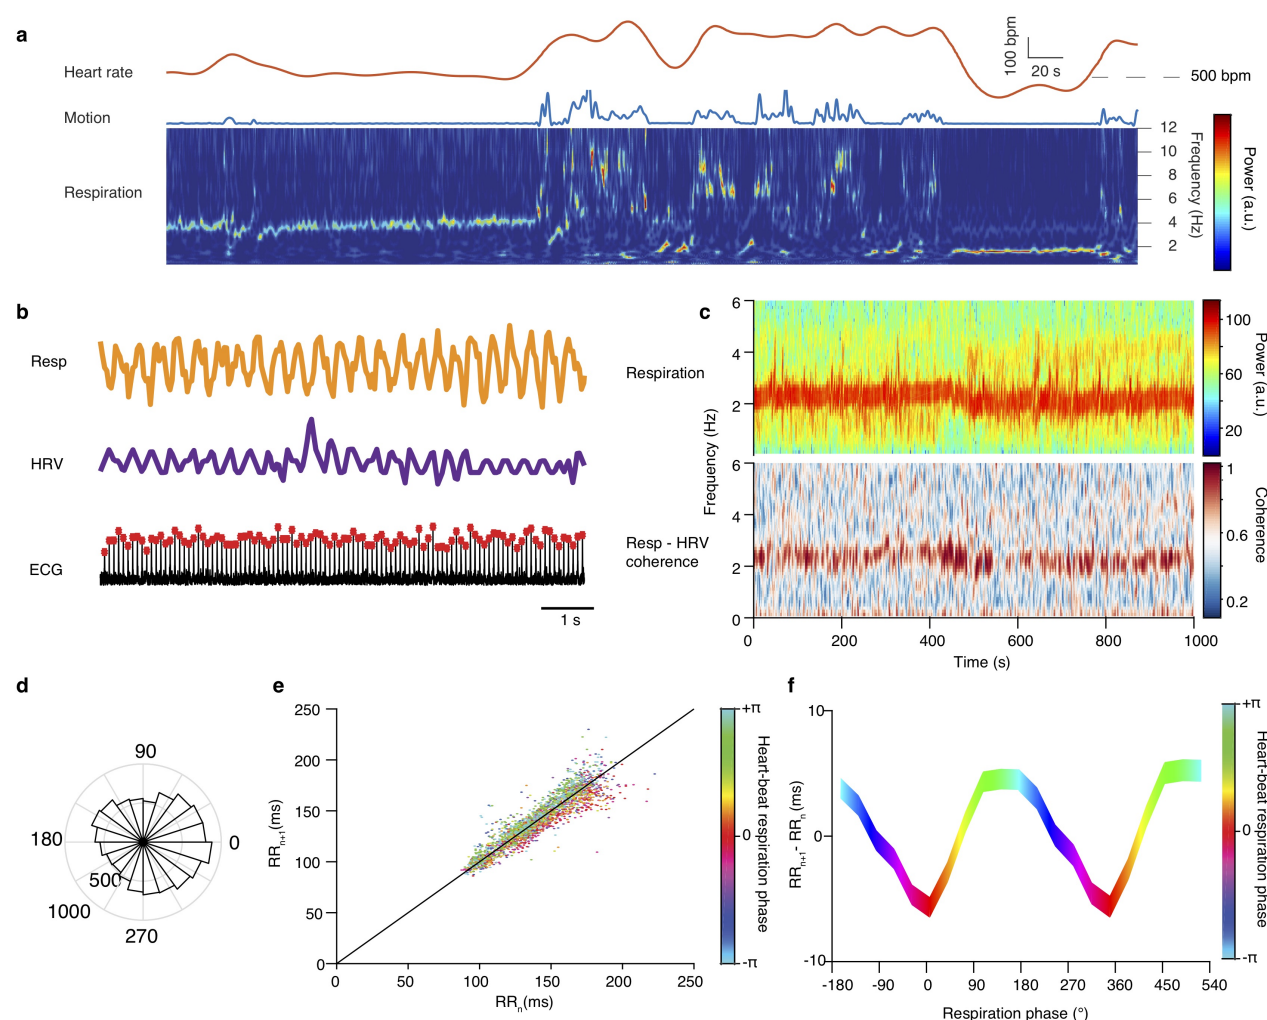 a
Heart rate
100 bpm
20 s
500 bpm
Motion
Respiration
12
10
8
6
4
2
Frequency (Hz)
Power (a.u.)
b
Resp
HRV
ECG
1 s
c
Respiration
Resp - HRV
coherence
Frequency (Hz)
6
4
2
6
4
2
0
0
200
400
600
800
1000
Time (s)
100
60
20
Power (a.u.)
1
0.6
0.2
Coherence
d
90
180
0
500
1000
270
e
250
200
150
100
50
0
RRn+1(ms)
0
50
100
150
200
250
RRn(ms)
+π
0
-π
Heart-beat respiration phase
f
10
0
-10
RRn+1- RRn (ms)
-180
-90
0
90
180
270
360
450
540
Respiration phase (°)
+π
0
-π
Heart-beat respiration phase